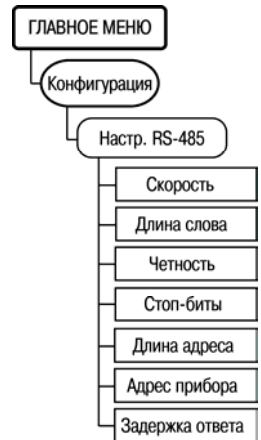 ГЛАВНОЕ МЕНЮ
Конфигурация
Настр. RS-485
Скорость
Длина слова
Четность
Стоп-биты
Длина адреса
Адрес прибора
Задержка ответа